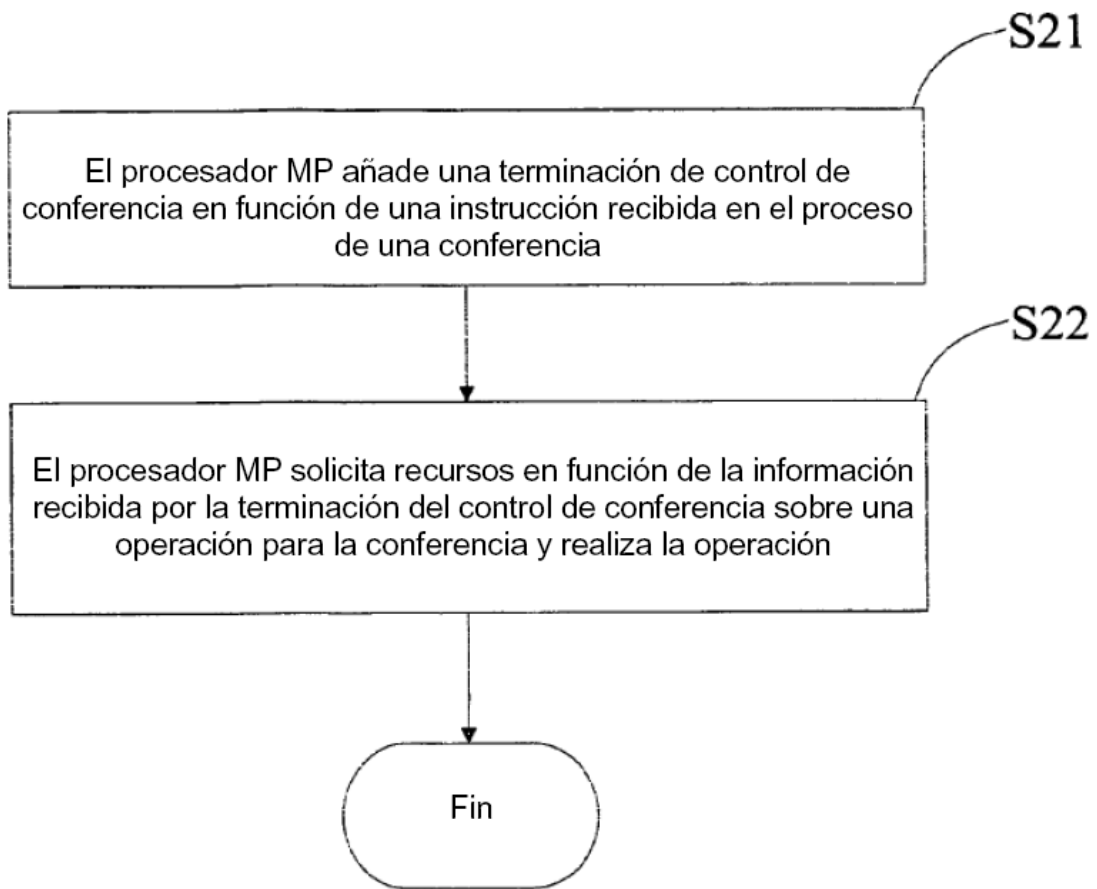 S21
El procesador MP añade una terminación de control de
conferencia en función de una instrucción recibida en el proceso
de una conferencia
S22
El procesador MP solicita recursos en función de la información
recibida por la terminación del control de conferencia sobre una
operación para la conferencia y realiza la operación
Fin